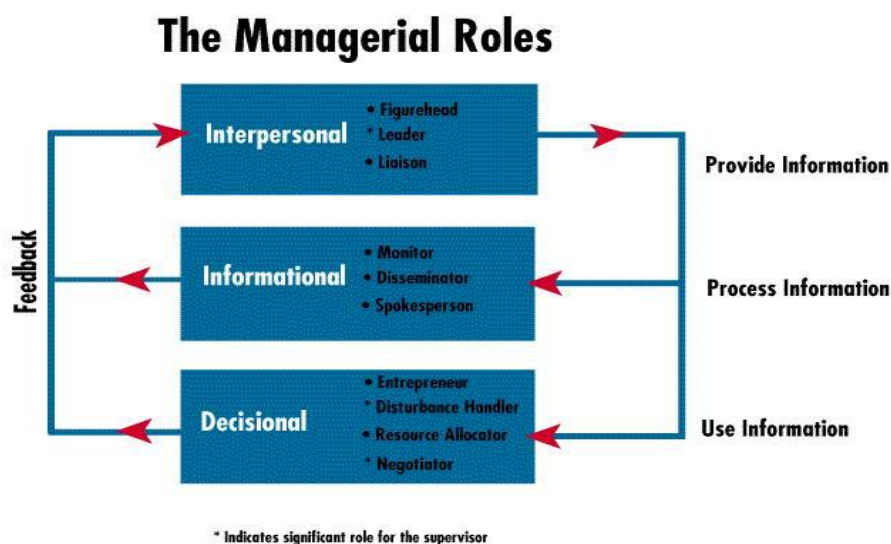 The Managerial Roles
Interpersonal
• Figurehead
* Leader
• Liaison
Provide Information
Feedback
Informational
• Monitor
• Disseminator
• Spokesperson
Process Information
Decisional
• Entrepreneur
* Disturbance Handler
• Resource Allocator
* Negotiator
Use Information
* Indicates significant role for the supervisor